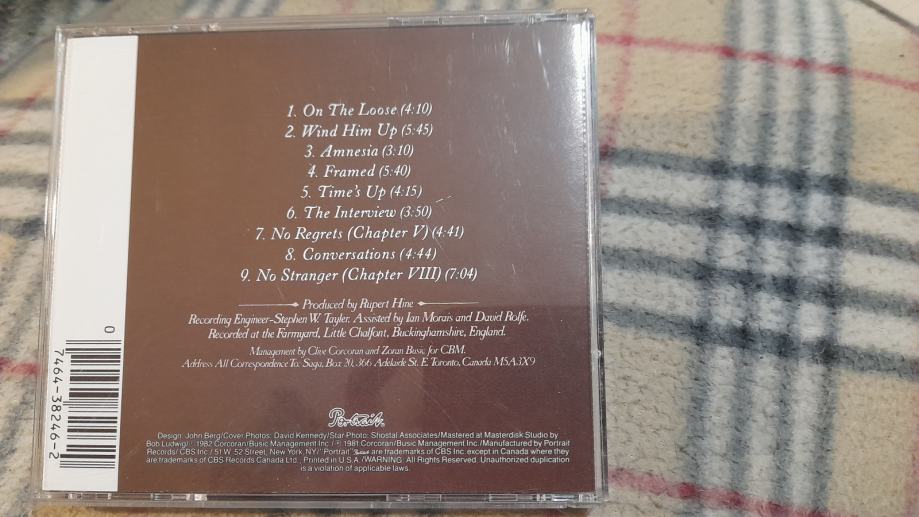 1. On The Loose (4:10)
2. Wind Him Up (5:45)
3. Amnesia (3:10)
4. Framed (5:40)
5. Time's Up (4:15)
6. The Interview (3:50)
7. No Regrets (Chapter V) (4:41)
8. Conversations (4:44)
9. No Stranger (Chapter VIII) (7:04)
Produced by Rupert Hine
Recording Engineer–Stephen W. Tayler. Assisted by Ian Morais and David Rolfe.
Recorded at the Farmyard, Little Chalfont, Buckinghamshire, England.
Management by Clive Corcoran and Zoran Busic for CBM.
Address All Correspondence To: Saga, Box 20, 366 Adelaide St. E. Toronto, Canada M5A3X9
Portrait
Design: John Berg/Cover Photos: David Kennedy/Star Photo: Shostal Associates/Mastered at Masterdisk Studio by
Bob Ludwig/℗ 1982 Corcoran/Busic Management Inc./℗ 1981 Corcoran/Busic Management Inc./Manufactured by Portrait
Records/CBS Inc./51 W. 52 Street, New York, NY/"Portrait" are trademarks of CBS Inc. except in Canada where they
are trademarks of CBS Records Canada Ltd., Printed in U.S.A./WARNING: All Rights Reserved. Unauthorized duplication
is a violation of applicable laws.
0
7464-38246-2